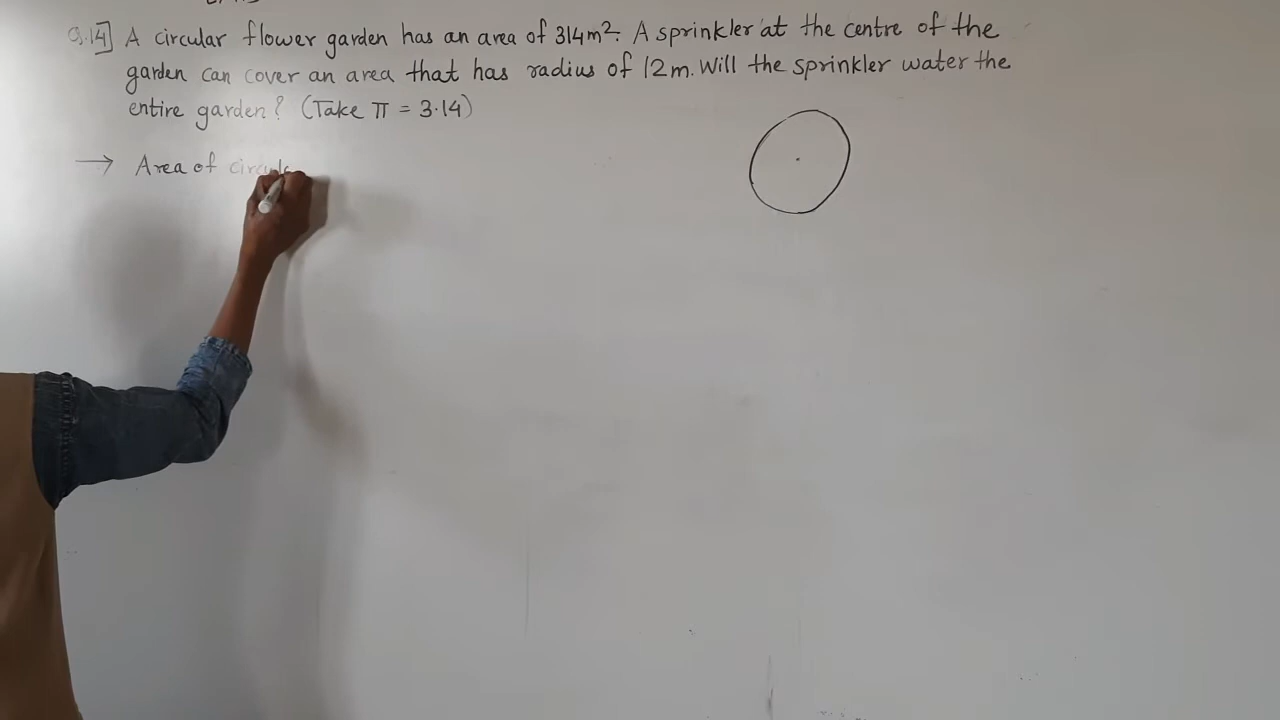 Q.14] A circular flower garden has an area of 314m². A sprinkler at the centre of the
garden can cover an area that has radius of 12m. Will the sprinkler water the
entire garden? (Take π = 3.14)
→ Area of circula